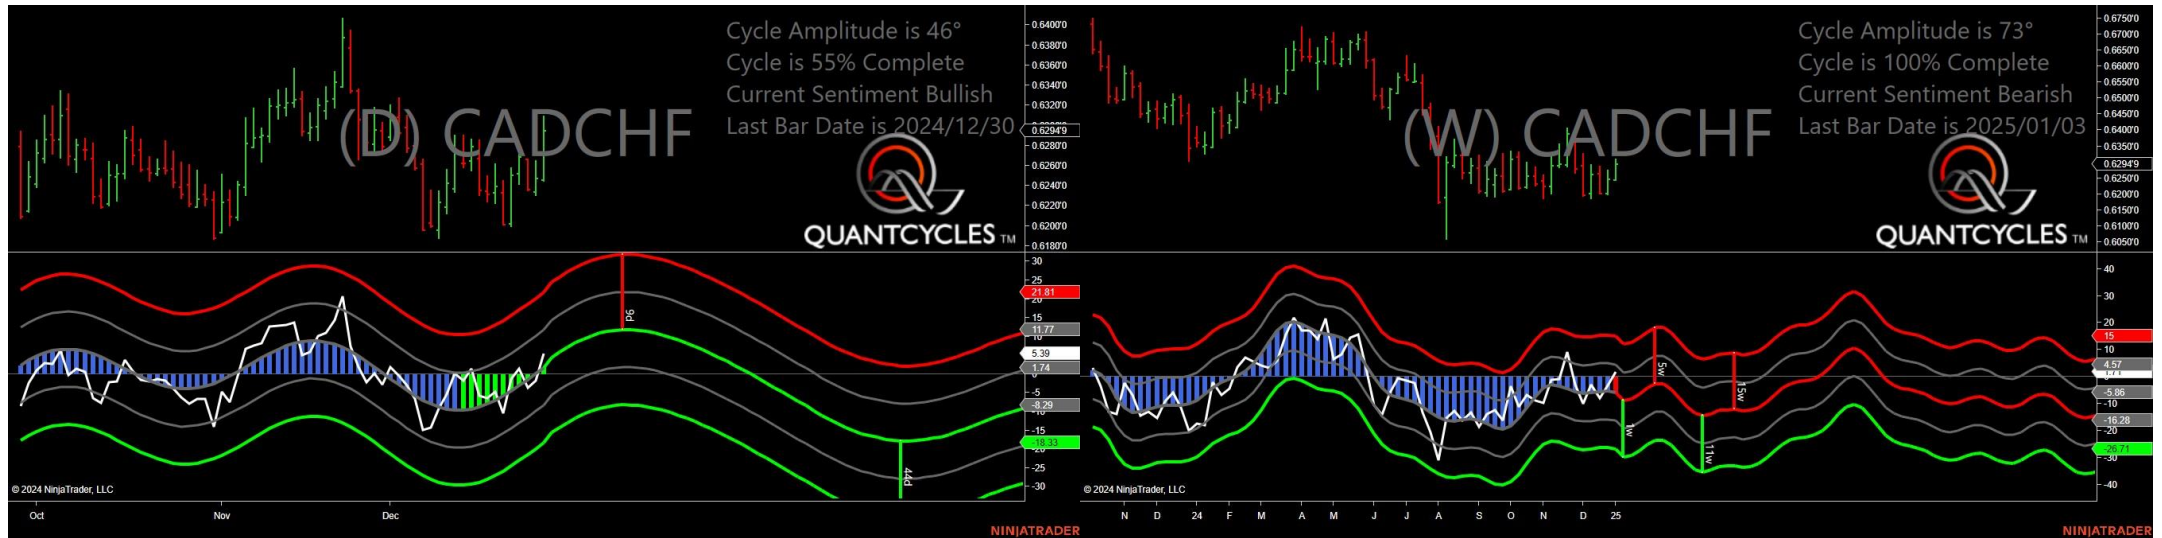 Cycle Amplitude is 46°
Cycle is 55% Complete
Current Sentiment Bullish
Last Bar Date is 2024/12/30
(D) CADCHF
QUANTCYCLES TM
0.6400'0
0.6380'0
0.6360'0
0.6340'0
0.6320'0
0.6294'9
0.6280'0
0.6260'0
0.6240'0
0.6220'0
0.6200'0
0.6180'0
30
25
21.81
20
15
11.77
10
5.39
1.74
0
-5
-8.29
-10
-15
-18.33
-20
-25
-30
9d
44d
© 2024 NinjaTrader, LLC
Oct
Nov
Dec
NINJATRADER
Cycle Amplitude is 73°
Cycle is 100% Complete
Current Sentiment Bearish
Last Bar Date is 2025/01/03
(W) CADCHF
QUANTCYCLES TM
0.6750'0
0.6700'0
0.6650'0
0.6600'0
0.6550'0
0.6500'0
0.6450'0
0.6400'0
0.6350'0
0.6294'9
0.6250'0
0.6200'0
0.6150'0
0.6100'0
0.6050'0
40
30
20
15
10
4.57
0
-5.86
-10
-16.28
-20
-26.71
-30
-40
1w
5w
11w
15w
© 2024 NinjaTrader, LLC
N
D
24
F
M
A
M
J
J
A
S
O
N
D
25
NINJATRADER